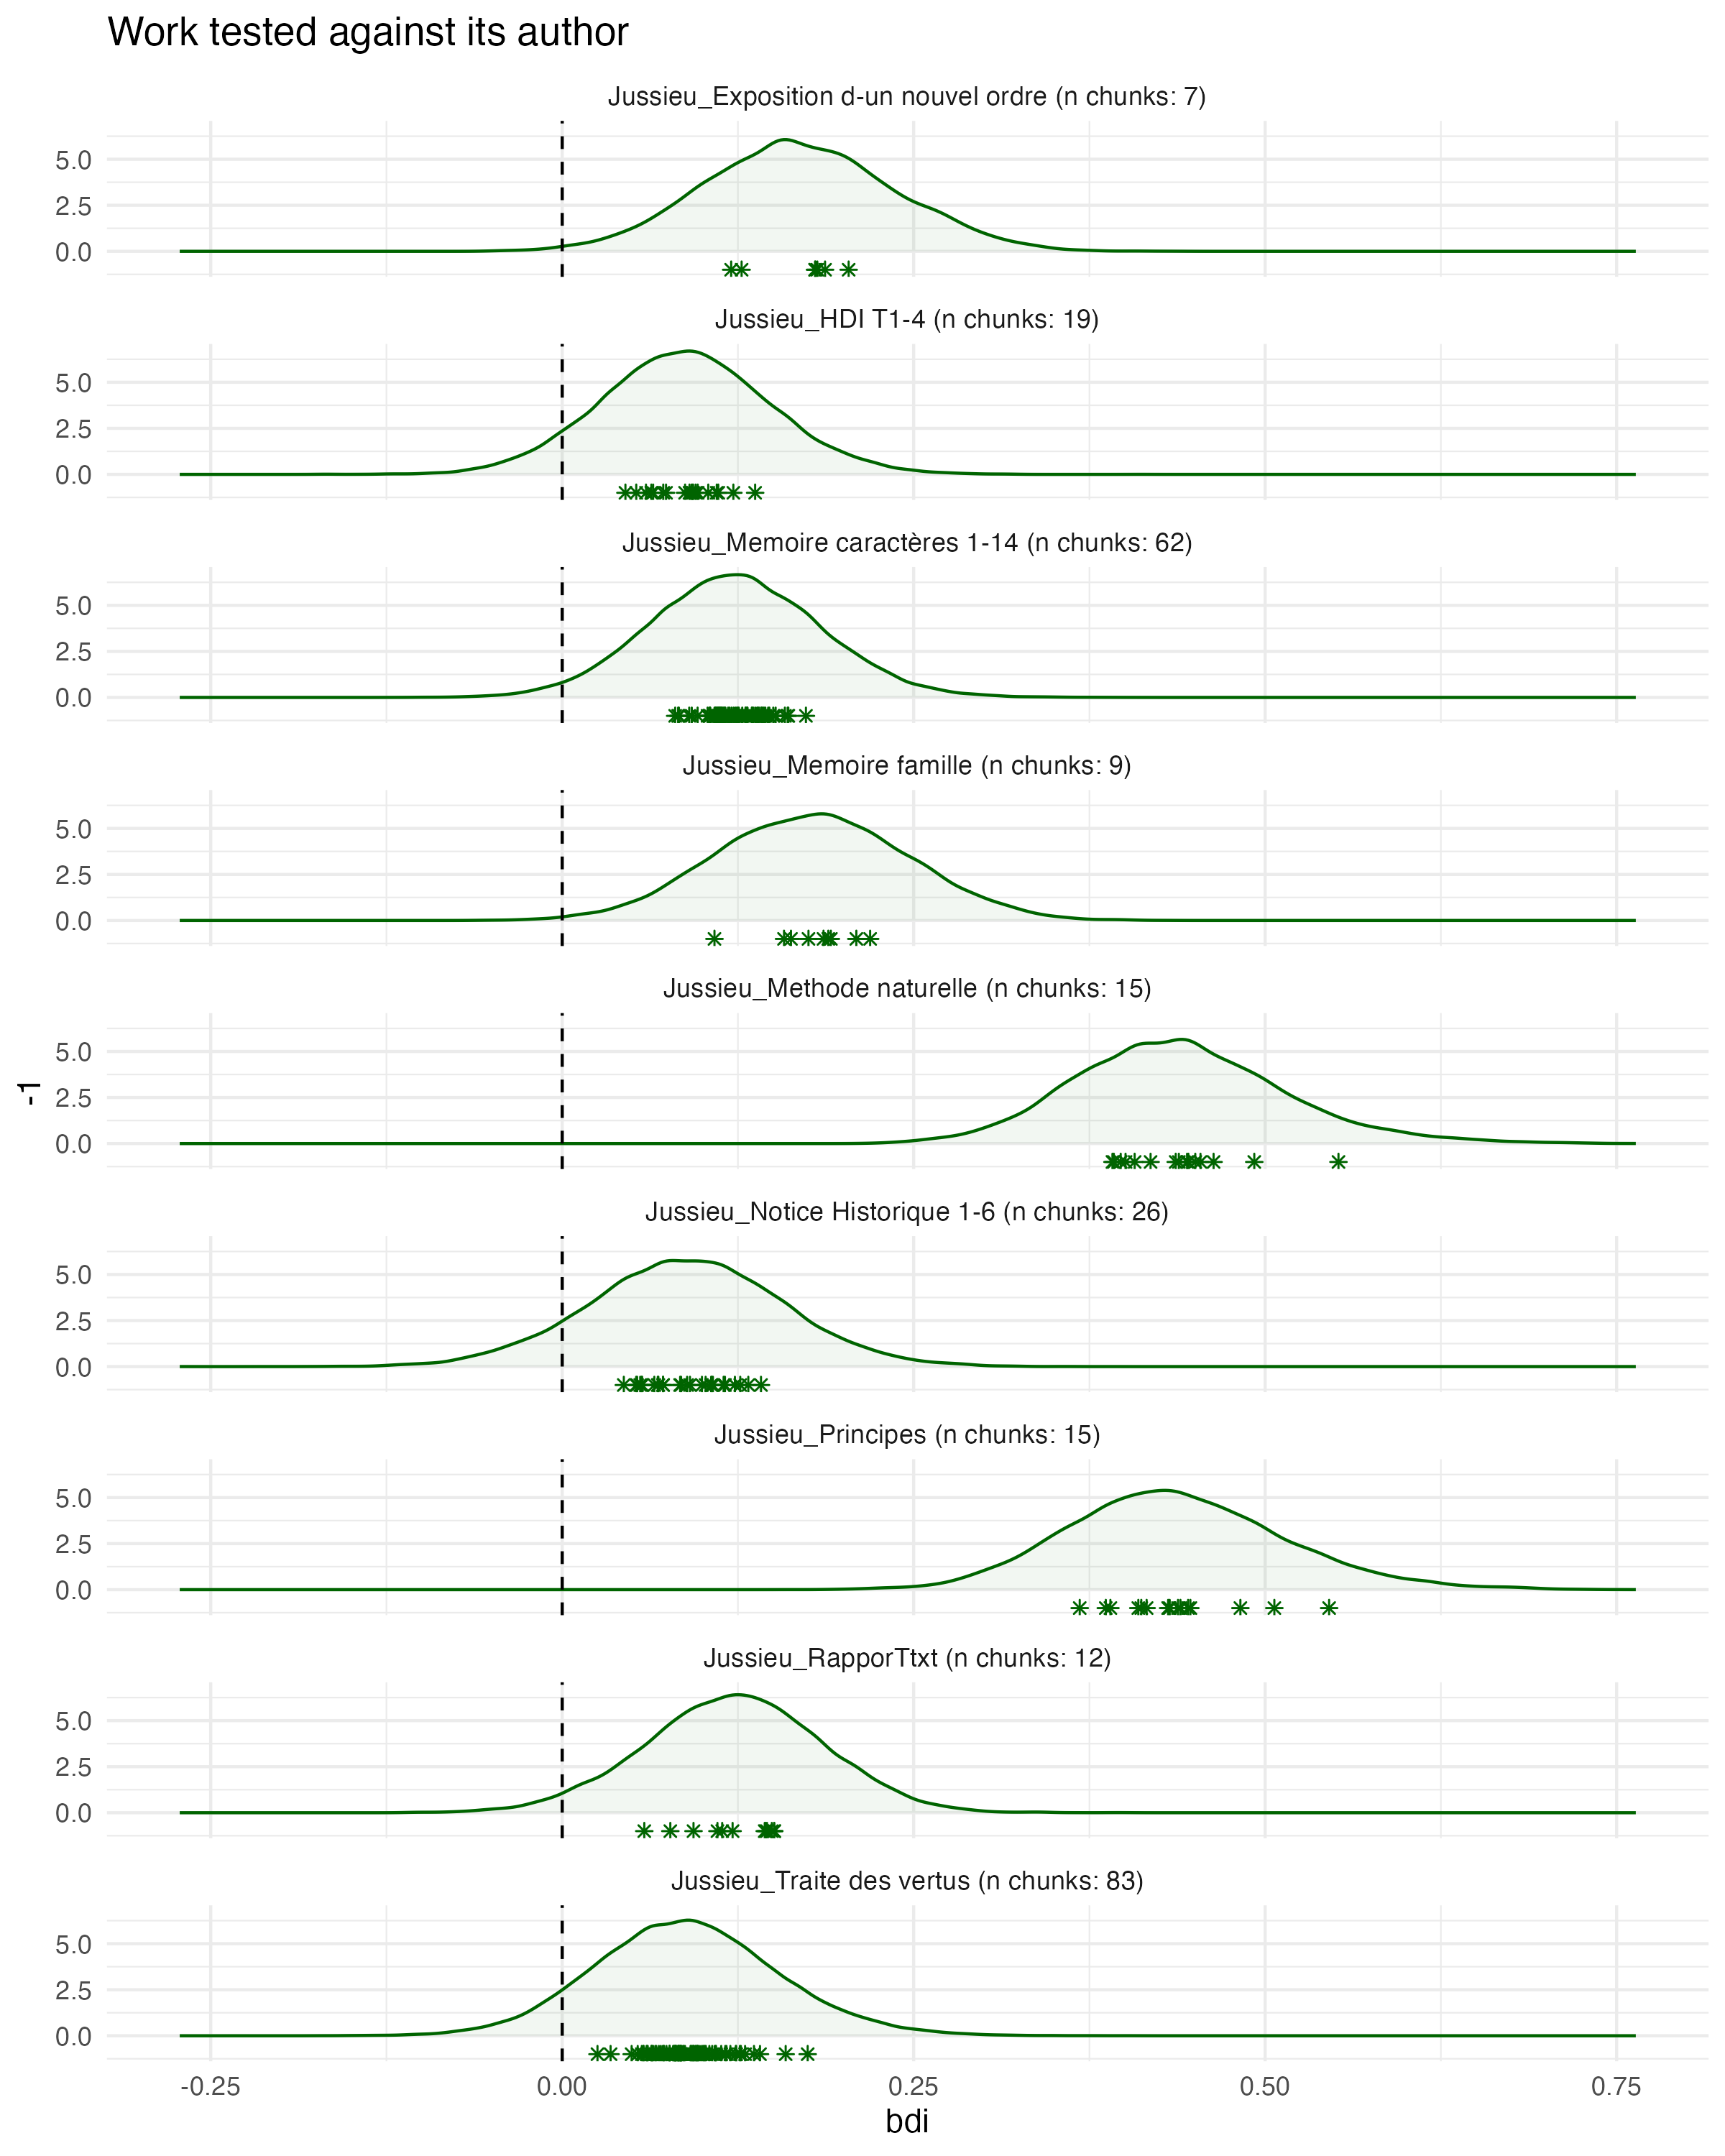 Work tested against its author
Jussieu_Exposition d-un nouvel ordre (n chunks: 7)
5.0
2.5
0.0
Jussieu_HDI T1-4 (n chunks: 19)
5.0
2.5
0.0
Jussieu_Memoire caractères 1-14 (n chunks: 62)
5.0
2.5
0.0
Jussieu_Memoire famille (n chunks: 9)
5.0
2.5
0.0
Jussieu_Methode naturelle (n chunks: 15)
5.0
2.5
0.0
-1
Jussieu_Notice Historique 1-6 (n chunks: 26)
5.0
2.5
0.0
Jussieu_Principes (n chunks: 15)
5.0
2.5
0.0
Jussieu_RapporTtxt (n chunks: 12)
5.0
2.5
0.0
Jussieu_Traite des vertus (n chunks: 83)
5.0
2.5
0.0
-0.25 0.00 0.25 0.50 0.75
bdi